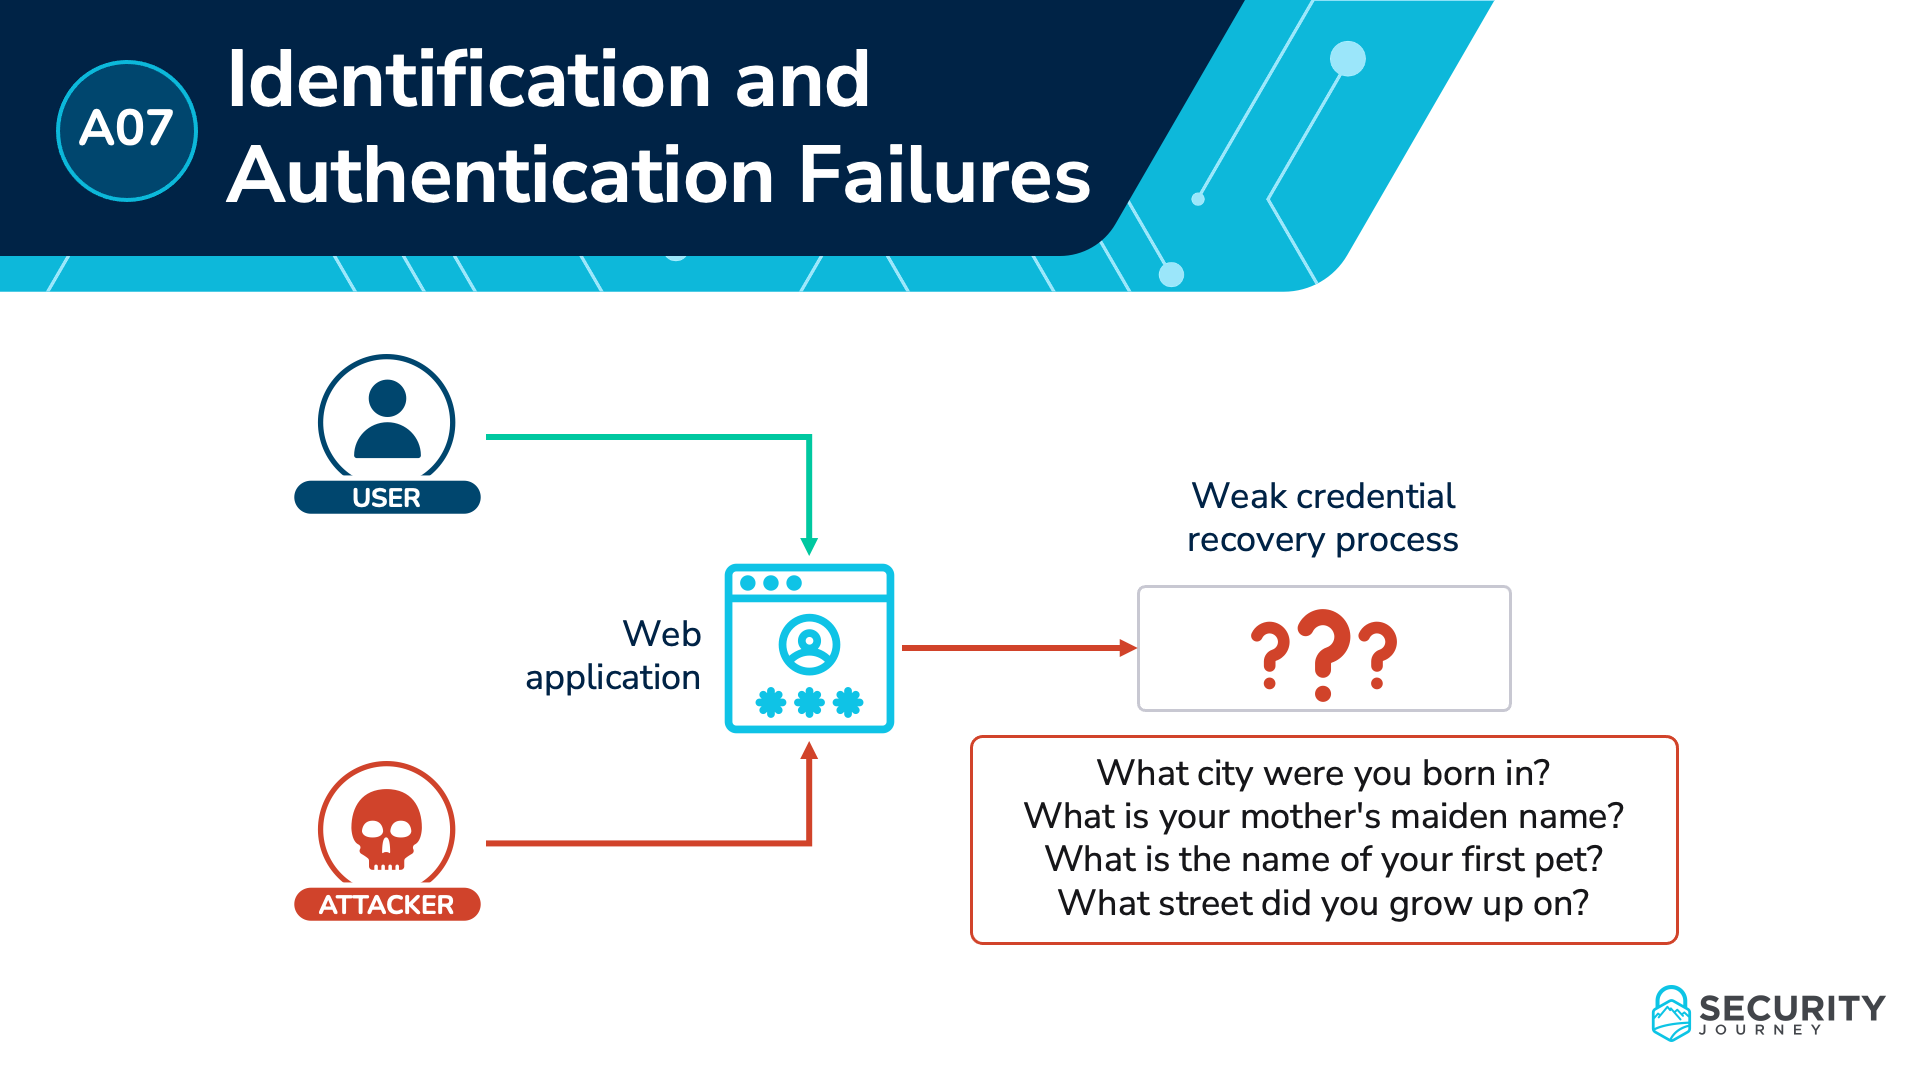 A07
Identification and
Authentication Failures
USER
Weak credential
recovery process
Web
application
???
What city were you born in?
What is your mother's maiden name?
What is the name of your first pet?
What street did you grow up on?
ATTACKER
SECURITY
JOURNEY